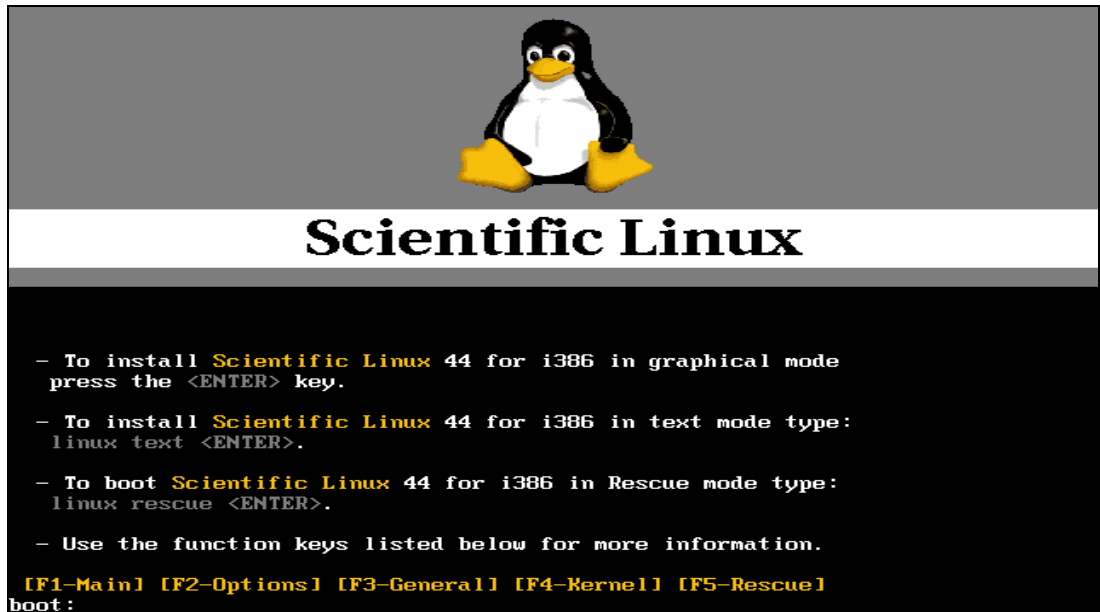 Scientific Linux
- To install Scientific Linux 44 for i386 in graphical mode
press the <ENTER> key.
- To install Scientific Linux 44 for i386 in text mode type:
linux text <ENTER>.
- To boot Scientific Linux 44 for i386 in Rescue mode type:
linux rescue <ENTER>.
- Use the function keys listed below for more information.
[F1-Main] [F2-Options] [F3-General] [F4-Kernel] [F5-Rescue]
boot: